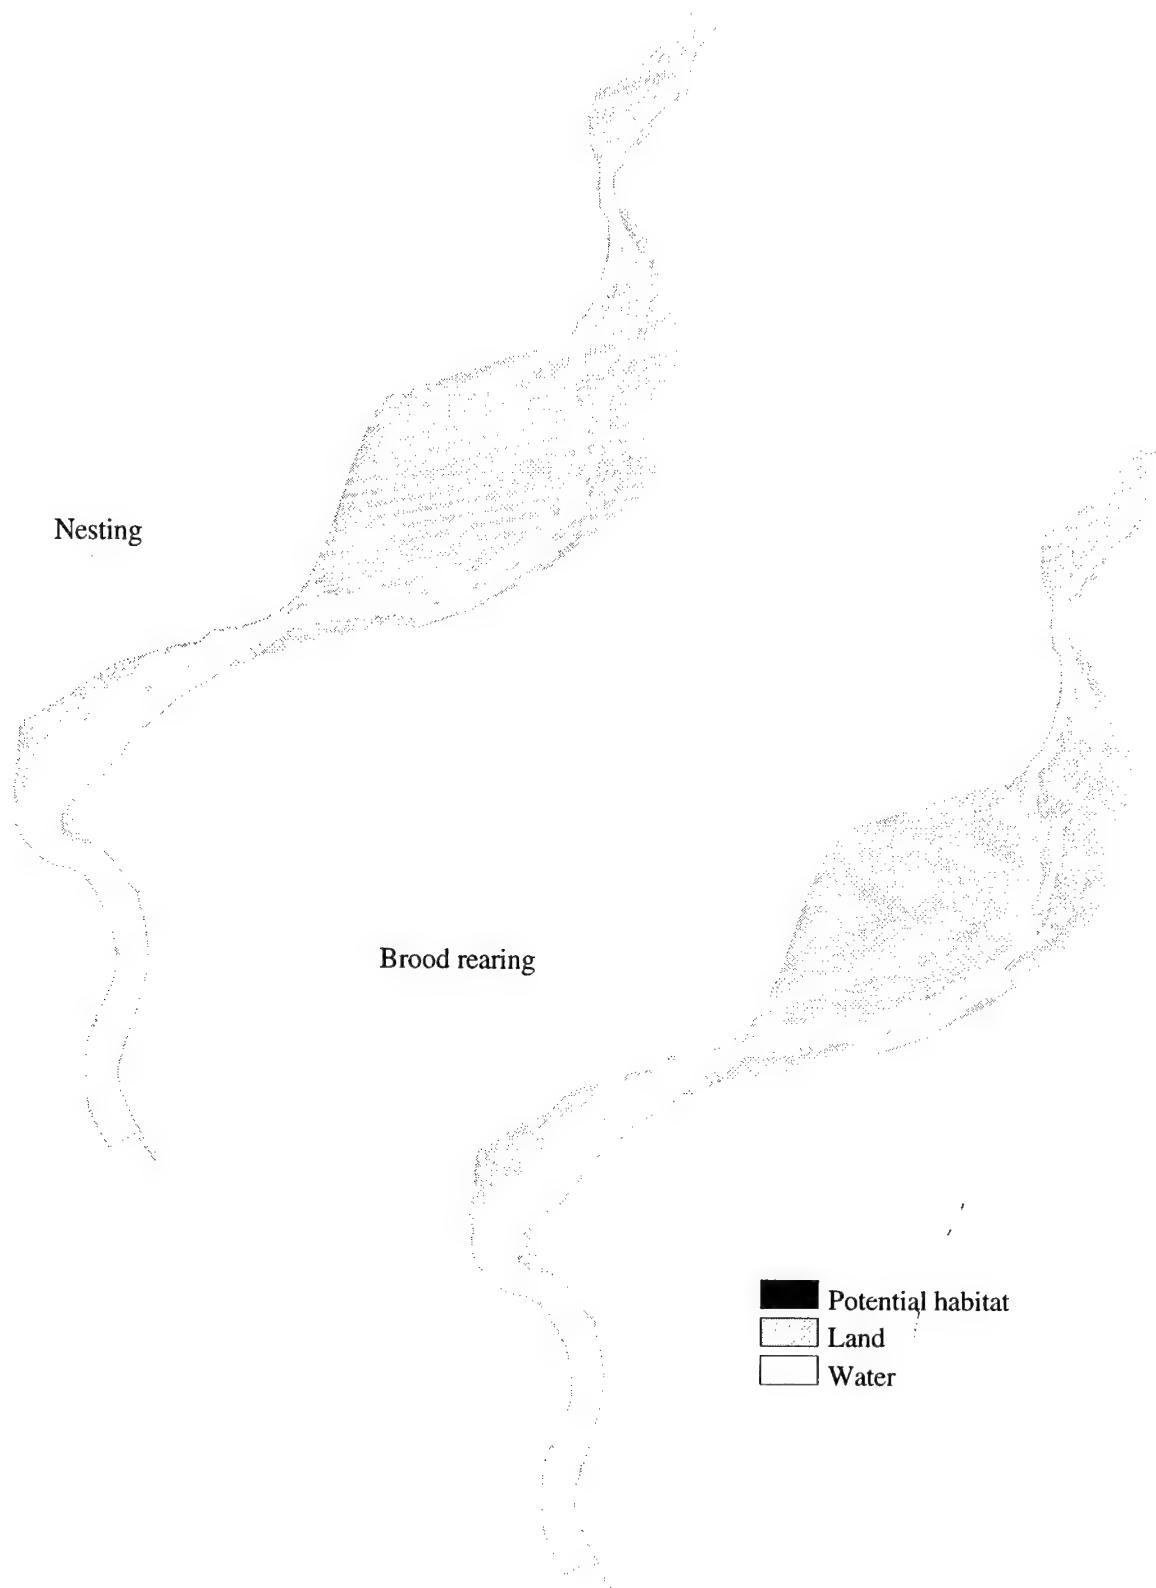 Nesting
Brood rearing
Potential habitat
Land
Water